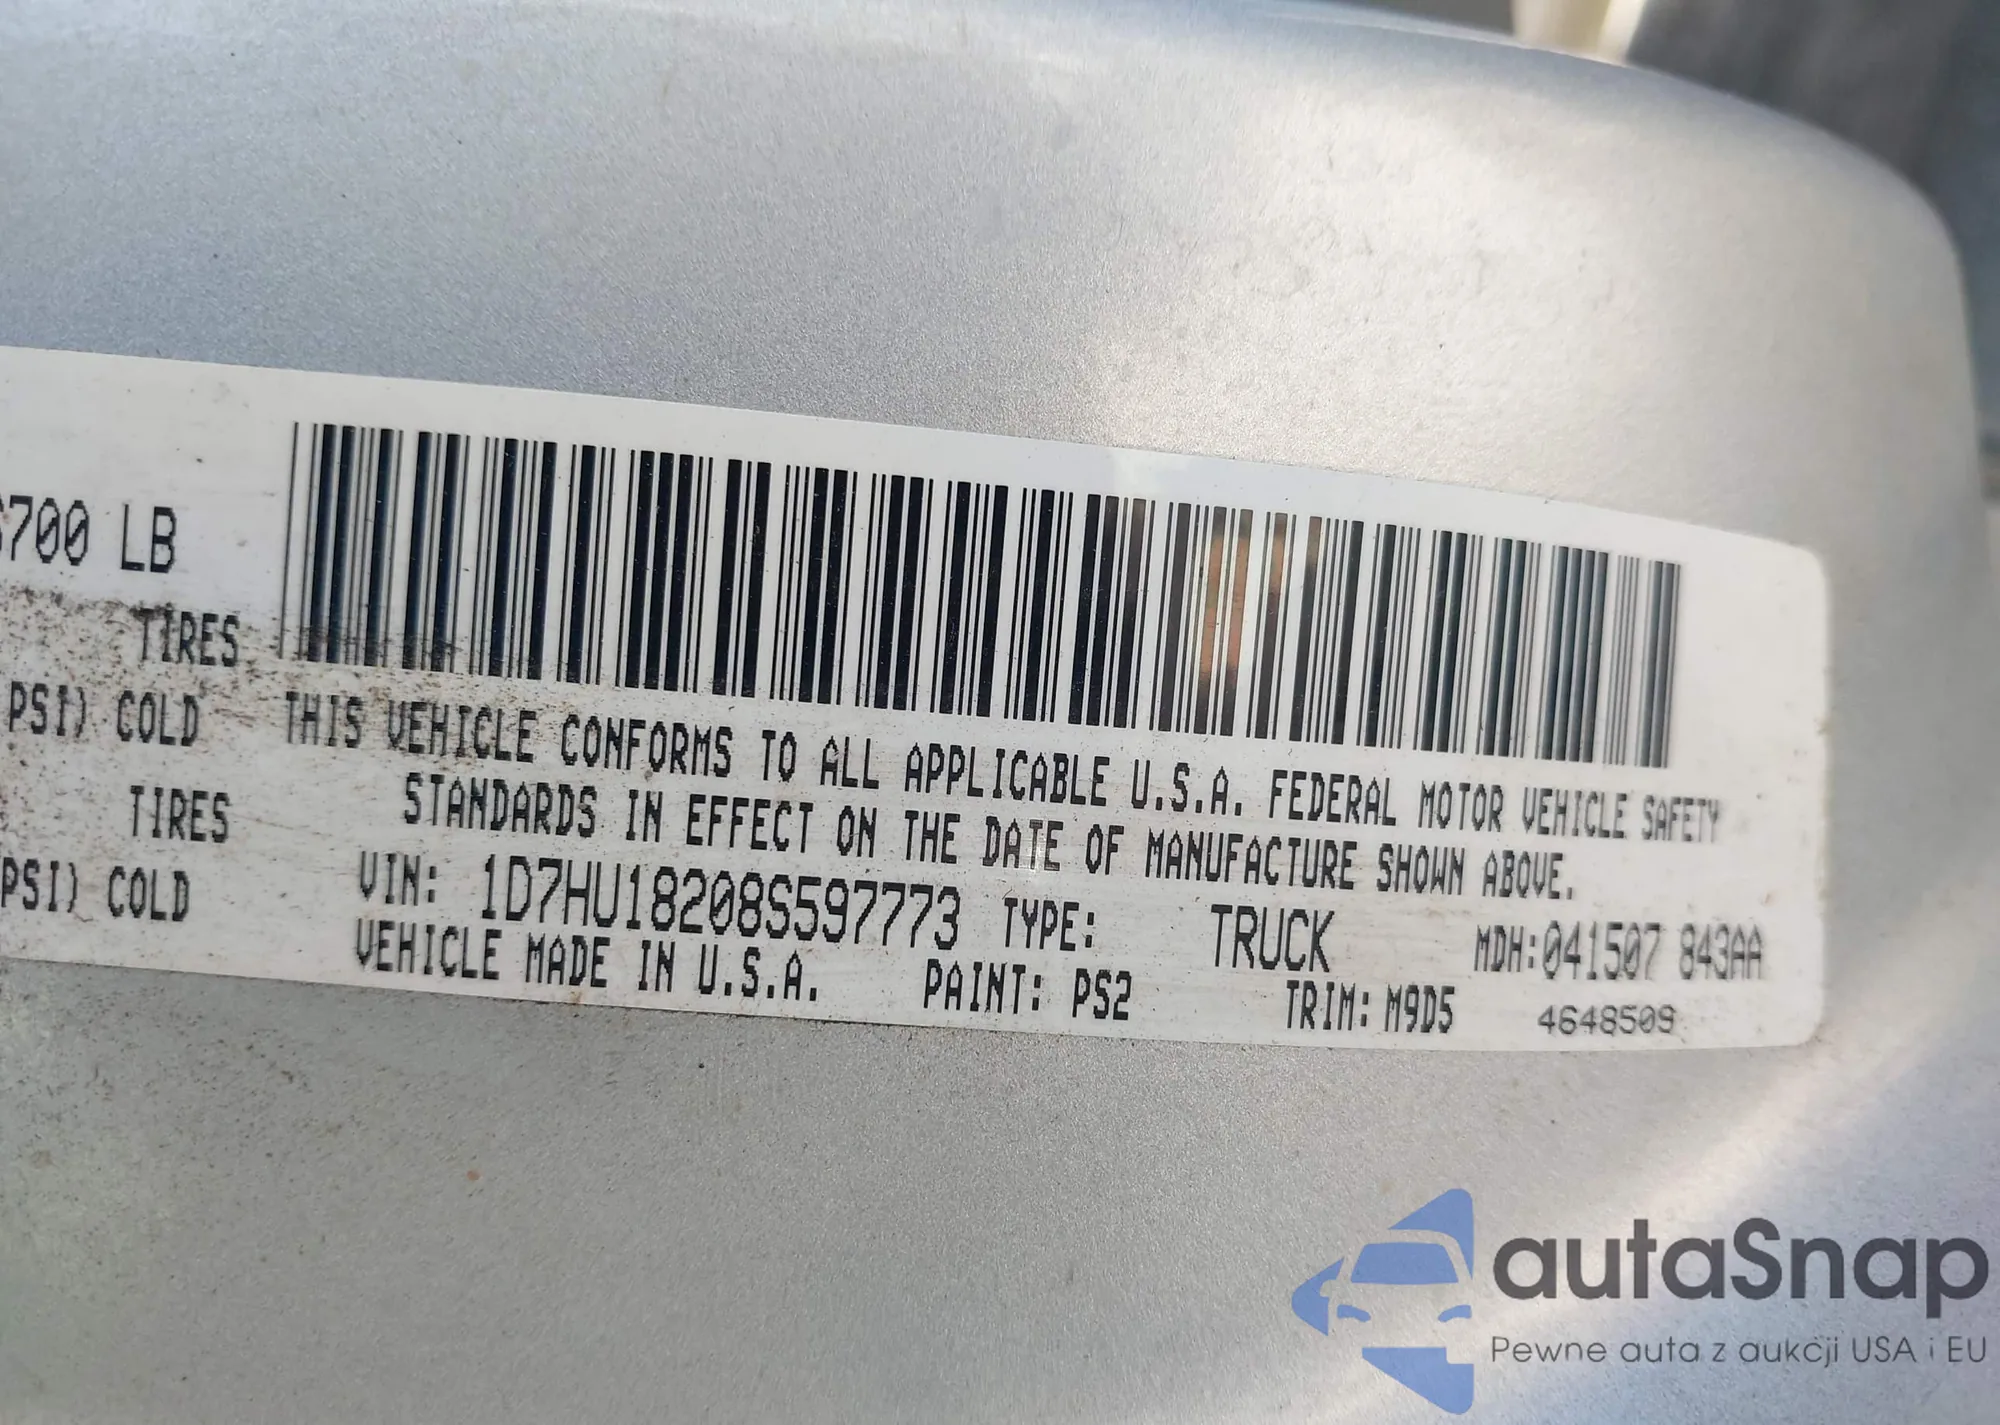 6700 LB
TIRES
PSI) COLD
THIS VEHICLE CONFORMS TO ALL APPLICABLE U.S.A. FEDERAL MOTOR VEHICLE SAFETY
STANDARDS IN EFFECT ON THE DATE OF MANUFACTURE SHOWN ABOVE.
TIRES
PSI) COLD
VIN: 1D7HU18208S597773 TYPE: TRUCK MDH:041507 843AA
VEHICLE MADE IN U.S.A. PAINT: PS2 TRIM: M9D5 4648509
autaSnap
Pewne auta z aukcji USA i EU